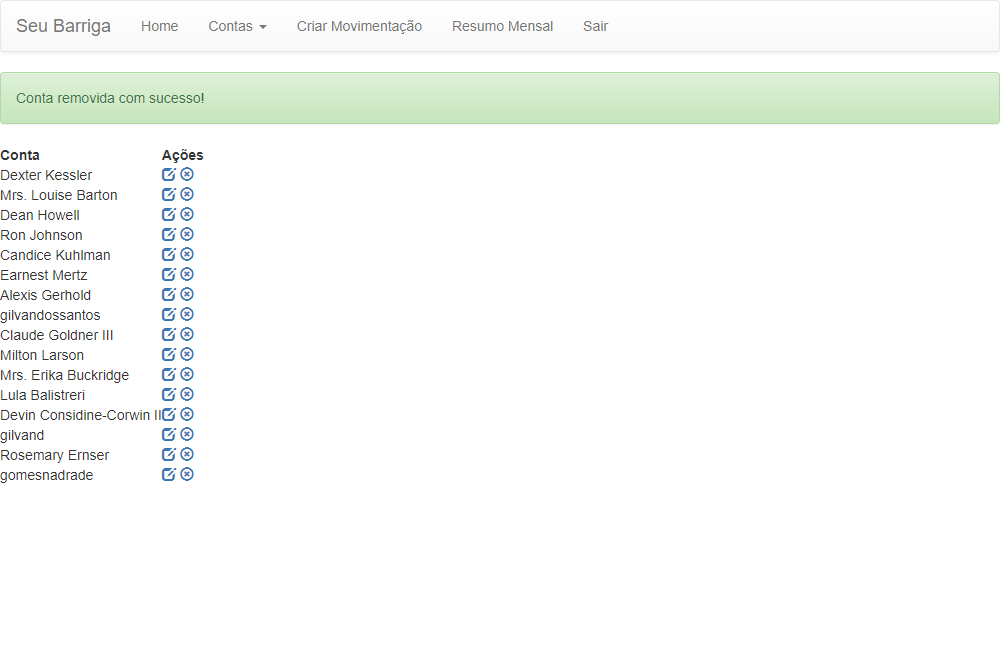 Seu Barriga Home Contas Criar Movimentação Resumo Mensal Sair
Conta removida com sucesso!
Conta Ações
Dexter Kessler
Mrs. Louise Barton
Dean Howell
Ron Johnson
Candice Kuhlman
Earnest Mertz
Alexis Gerhold
gilvandossantos
Claude Goldner III
Milton Larson
Mrs. Erika Buckridge
Lula Balistreri
Devin Considine-Corwin II
gilvand
Rosemary Ernser
gomesnadrade